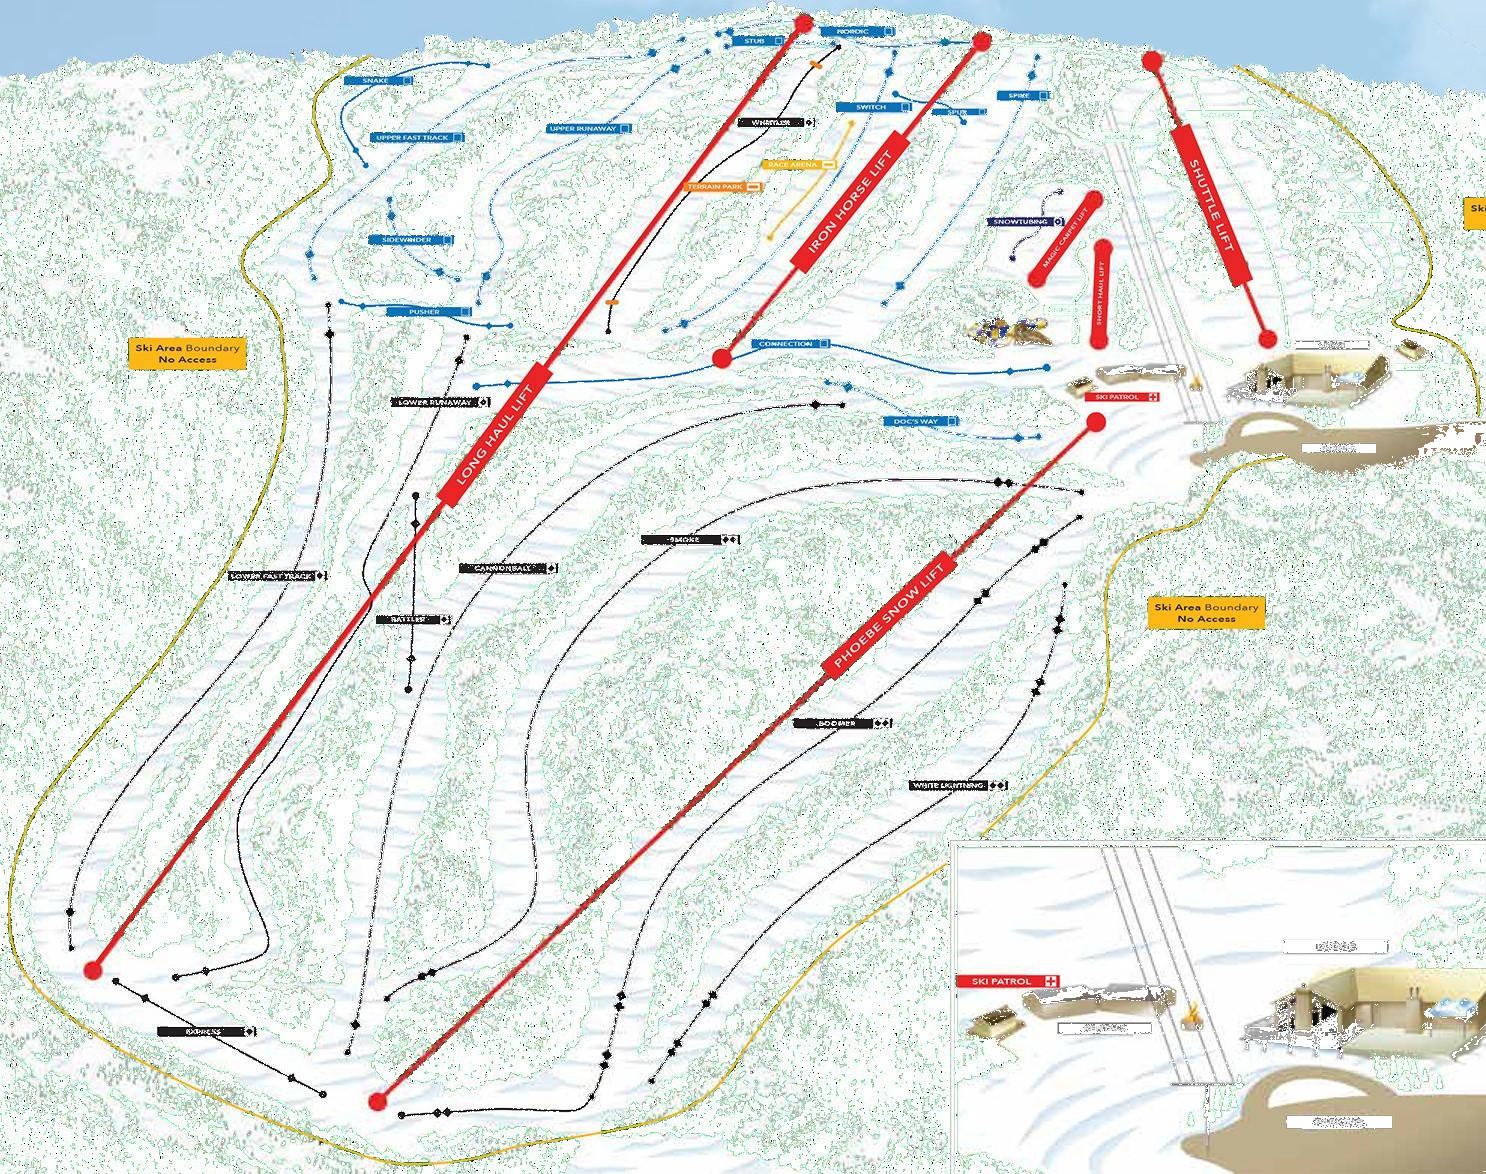 NORDIC
STUB
SNAKE
UPPER FAST TRACK
UPPER RUNAWAY
WHISTLER
SWITCH
SPUR
SPIKE
RACE ARENA
TERRAIN PARK
IRON HORSE LIFT
SHUTTLE LIFT
SNOWTUBING
MAGIC CARPET LIFT
SHORT HAUL LIFT
Ski
SIDEWINDER
PUSHER
CONNECTION
Ski Area Boundary
No Access
LOWER RUNAWAY
LONG HAUL LIFT
SKI PATROL
DOC'S WAY
SMOKE
LOWER FAST TRACK
CANNONBALL
RATTLER
PHOEBE SNOW LIFT
Ski Area Boundary
No Access
BOOMER
WHITE LIGHTNING
EXPRESS
SKI PATROL